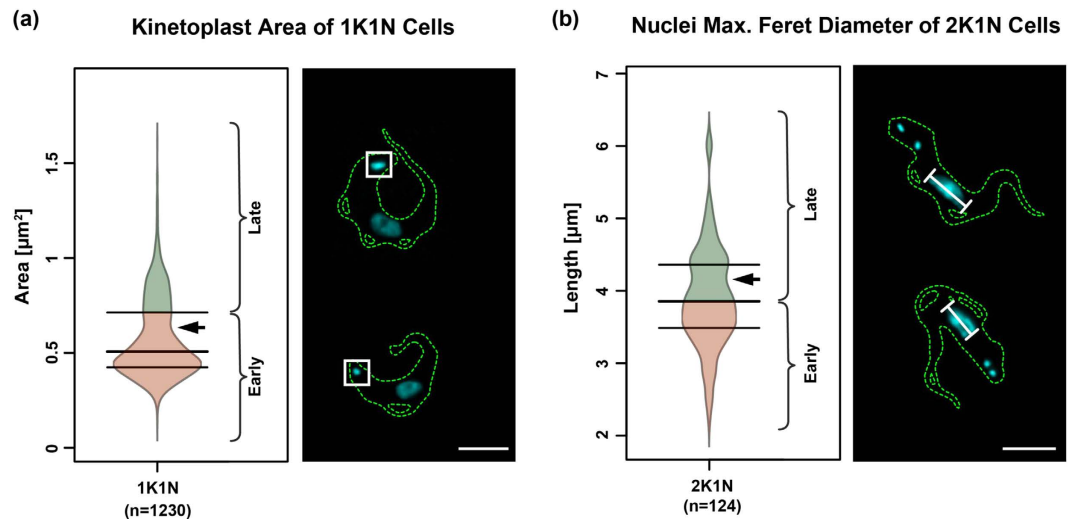 (a)
Kinetoplast Area of 1K1N Cells
Area [µm²]
1.5
1
0.5
0
Late
Early
1K1N
(n=1230)
(b)
Nuclei Max. Feret Diameter of 2K1N Cells
Length [µm]
7
6
5
4
3
2
Late
Early
2K1N
(n=124)